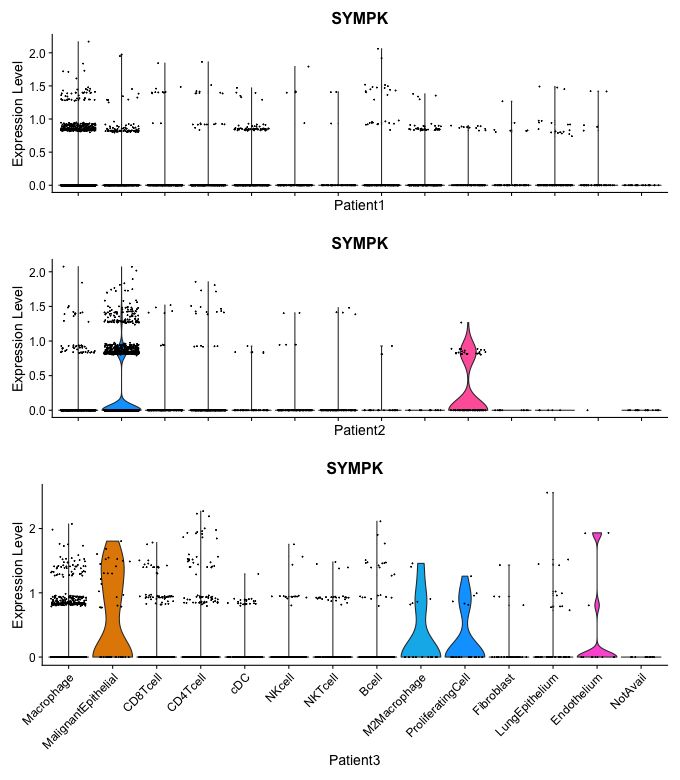 SYMPK
Expression Level
2.0
1.5
1.0
0.5
0.0
Patient1
SYMPK
Expression Level
2.0
1.5
1.0
0.5
0.0
Patient2
SYMPK
Expression Level
2
1
0
Macrophage
MalignantEpithelial
CD8Tcell
CD4Tcell
cDC
NKcell
NKTcell
Bcell
M2Macrophage
ProliferatingCell
Fibroblast
LungEpithelium
Endothelium
NotAvail
Patient3